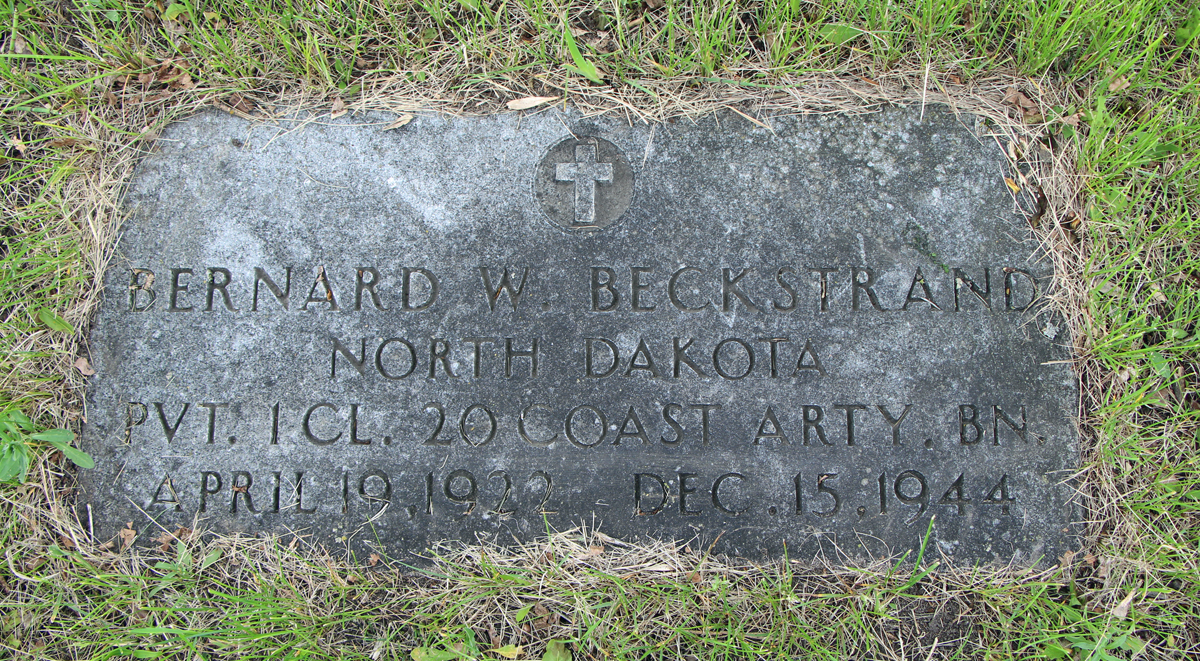 BERNARD W. BECKSTRAND
NORTH DAKOTA
PVT. 1 CL. 20 COAST ARTY. BN.
APRIL 19, 1922 - DEC. 15, 1944